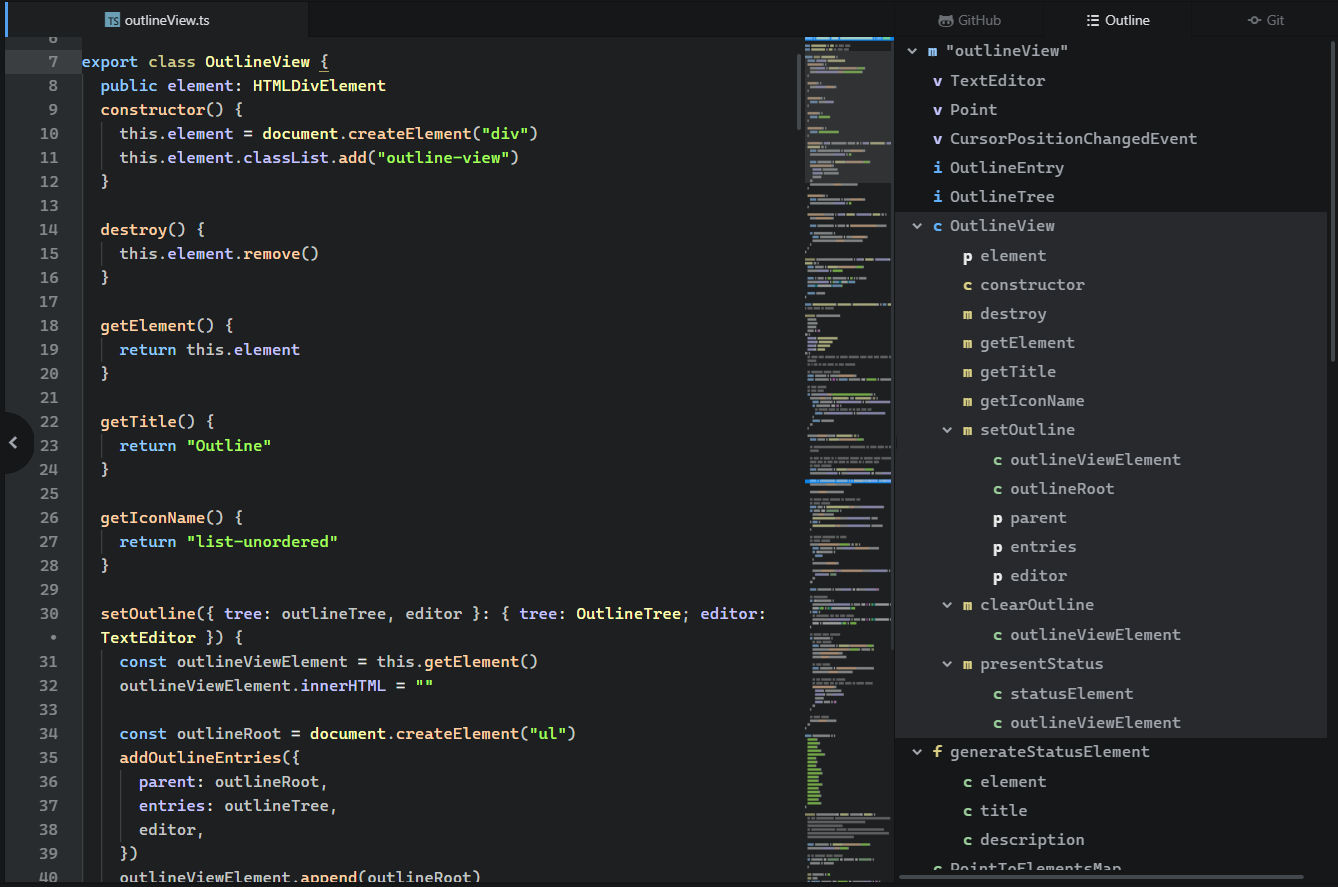 TS outlineView.ts
GitHub
Outline
Git
6
7 export class OutlineView {
8 public element: HTMLDivElement
9 constructor() {
10 this.element = document.createElement("div")
11 this.element.classList.add("outline-view")
12 }
13
14 destroy() {
15 this.element.remove()
16 }
17
18 getElement() {
19 return this.element
20 }
21
22 getTitle() {
23 return "Outline"
24 }
25
26 getIconName() {
27 return "list-unordered"
28 }
29
30 setOutline({ tree: outlineTree, editor }: { tree: OutlineTree; editor:
• TextEditor }) {
31 const outlineViewElement = this.getElement()
32 outlineViewElement.innerHTML = ""
33
34 const outlineRoot = document.createElement("ul")
35 addOutlineEntries({
36 parent: outlineRoot,
37 entries: outlineTree,
38 editor,
39 })
40 outlineViewElement.append(outlineRoot)
m "outlineView"
v TextEditor
v Point
v CursorPositionChangedEvent
i OutlineEntry
i OutlineTree
c OutlineView
p element
c constructor
m destroy
m getElement
m getTitle
m getIconName
m setOutline
c outlineViewElement
c outlineRoot
p parent
p entries
p editor
m clearOutline
c outlineViewElement
m presentStatus
c statusElement
c outlineViewElement
f generateStatusElement
c element
c title
c description
c PointToElementsMap